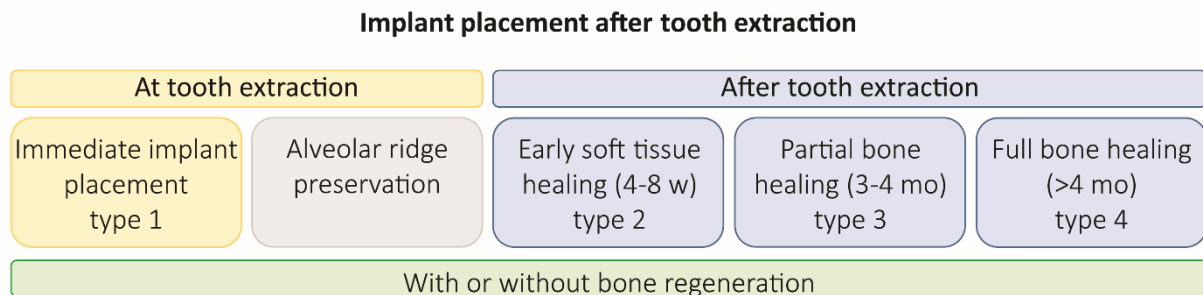 Implant placement after tooth extraction
At tooth extraction
After tooth extraction
Immediate implant
placement
type 1
Alveolar ridge
preservation
Early soft tissue
healing (4-8 w)
type 2
Partial bone
healing (3-4 mo)
type 3
Full bone healing
(>4 mo)
type 4
With or without bone regeneration